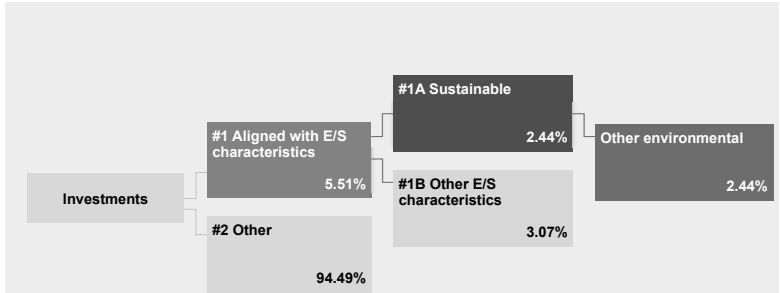 Investments
#1 Aligned with E/S
characteristics
5.51%
#2 Other
94.49%
#1A Sustainable
2.44%
#1B Other E/S
characteristics
3.07%
Other environmental
2.44%